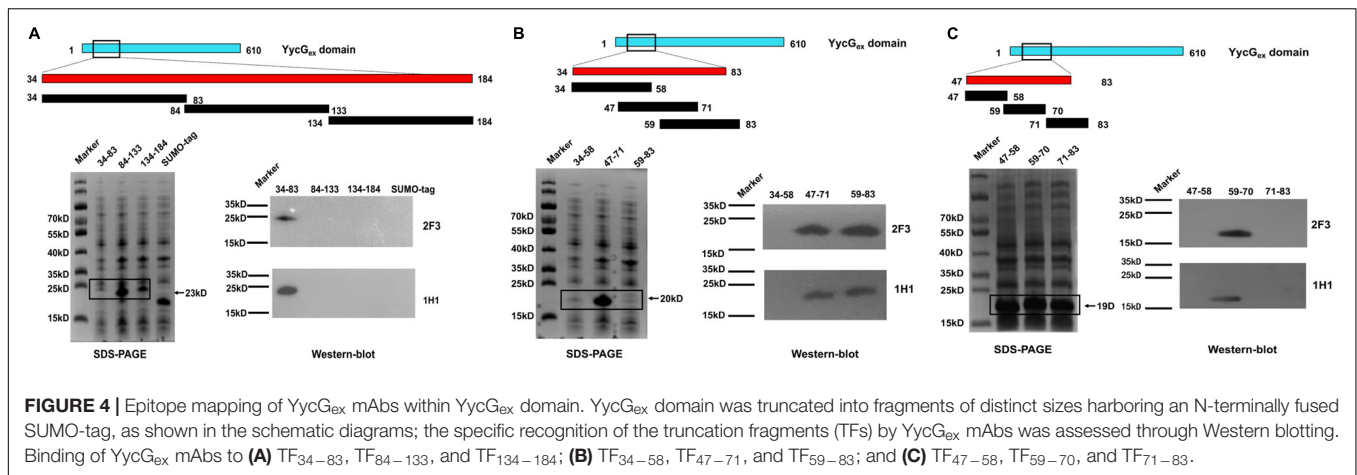 A
1 610 YycGex domain
34 184
34 83
84 133
134 184
Marker 34-83 84-133 134-184 SUMO-tag
70kD
55kD
40kD
35kD
25kD
15kD
23kD
SDS-PAGE
Marker 34-83 84-133 134-184 SUMO-tag
35kD
25kD
15kD
2F3
35kD
25kD
15kD
1H1
Western-blot
B
1 610 YycGex domain
34 83
34 58
47 71
59 83
Marker 34-58 47-71 59-83
70kD
55kD
40kD
35kD
25kD
15kD
20kD
SDS-PAGE
Marker 34-58 47-71 59-83
35kD
25kD
15kD
2F3
35kD
25kD
15kD
1H1
Western-blot
C
1 610 YycGex domain
47 83
47 58
59 70
71 83
Marker 47-58 59-70 71-83
70kD
55kD
40kD
35kD
25kD
15kD
19D
SDS-PAGE
Marker 47-58 59-70 71-83
35kD
25kD
15kD
2F3
35kD
25kD
15kD
1H1
Western-blot
FIGURE 4 | Epitope mapping of YycGex mAbs within YycGex domain. YycGex domain was truncated into fragments of distinct sizes harboring an N-terminally fused
SUMO-tag, as shown in the schematic diagrams; the specific recognition of the truncation fragments (TFs) by YycGex mAbs was assessed through Western blotting.
Binding of YycGex mAbs to (A) TF34−83, TF84−133, and TF134−184; (B) TF34−58, TF47−71, and TF59−83; and (C) TF47−58, TF59−70, and TF71−83.